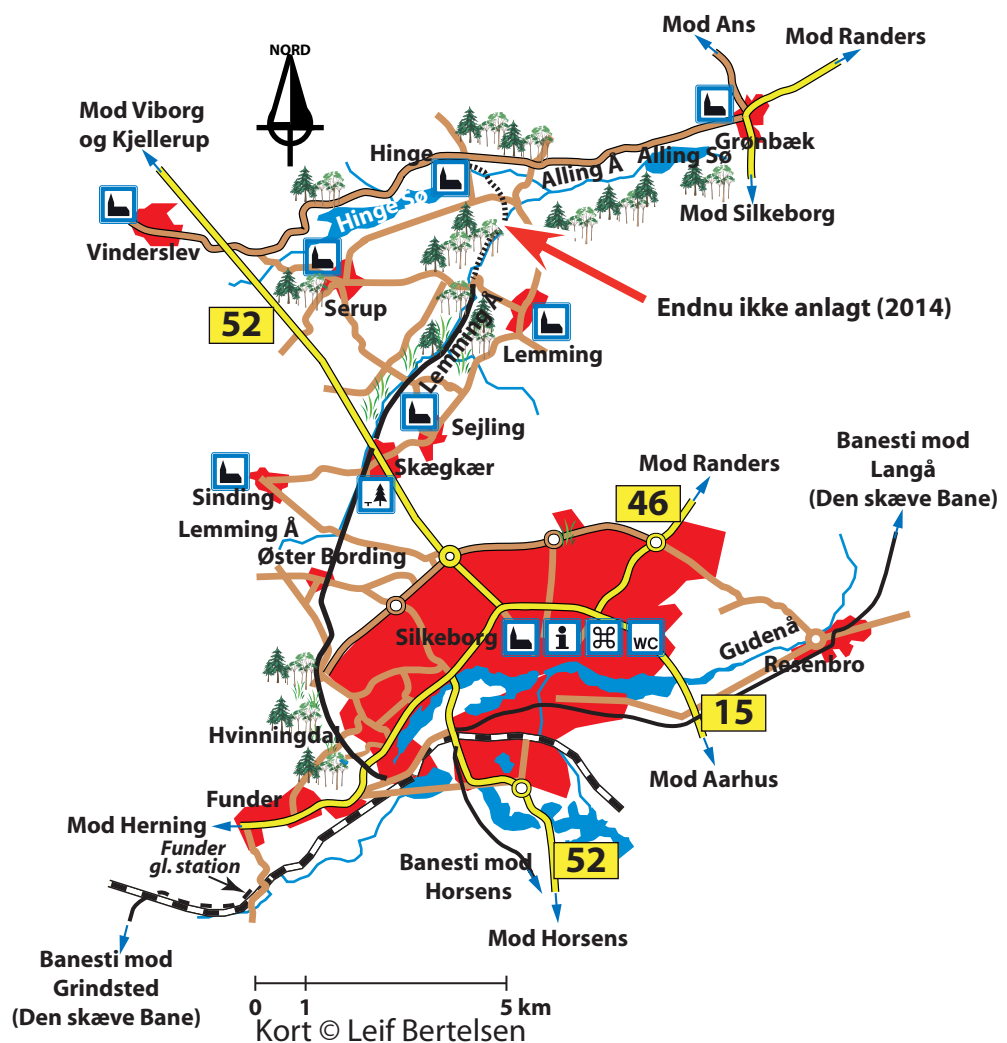 Mod Ans
Mod Randers
NORD
Mod Viborg
og Kjellerup
Hinge
Grønbæk
Alling Sø
Alling Å
Hinge Sø
Mod Silkeborg
Vinderslev
Serup
Endnu ikke anlagt (2014)
52
Lemming Å
Lemming
Sejling
Banesti mod
Langå
(Den skæve Bane)
Skægkær
Mod Randers
Sinding
46
Lemming Å
Øster Bording
Silkeborg
i
WC
Gudenå
Resenbro
15
Hvinningdal
Mod Aarhus
Funder
Mod Herning
Funder
gl. station
Banesti mod
Horsens
52
Mod Horsens
Banesti mod
Grindsted
(Den skæve Bane)
0 1 5 km
Kort © Leif Bertelsen